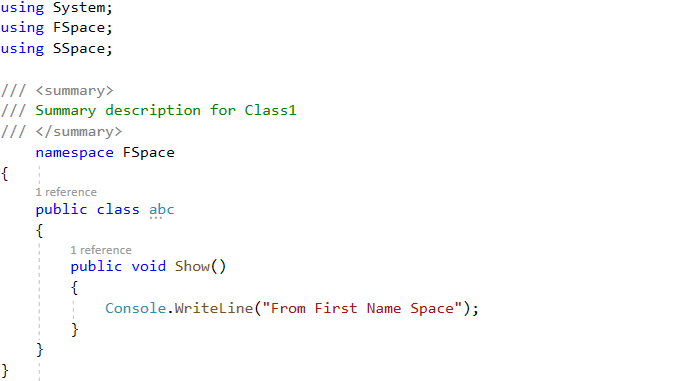 using System;
using FSpace;
using SSpace;
/// <summary>
/// Summary description for Class1
/// </summary>
namespace FSpace
{
1 reference
public class abc
{
1 reference
public void Show()
{
Console.WriteLine("From First Name Space");
}
}
}